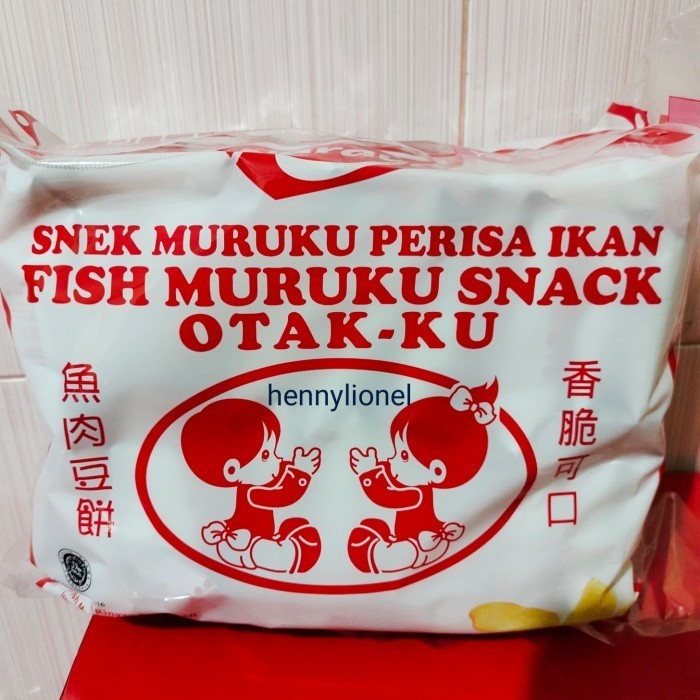 SNEK MURUKU PERISA IKAN
FISH MURUKU SNACK
OTAK-KU
hennylionel
魚肉豆餅
香脆可口